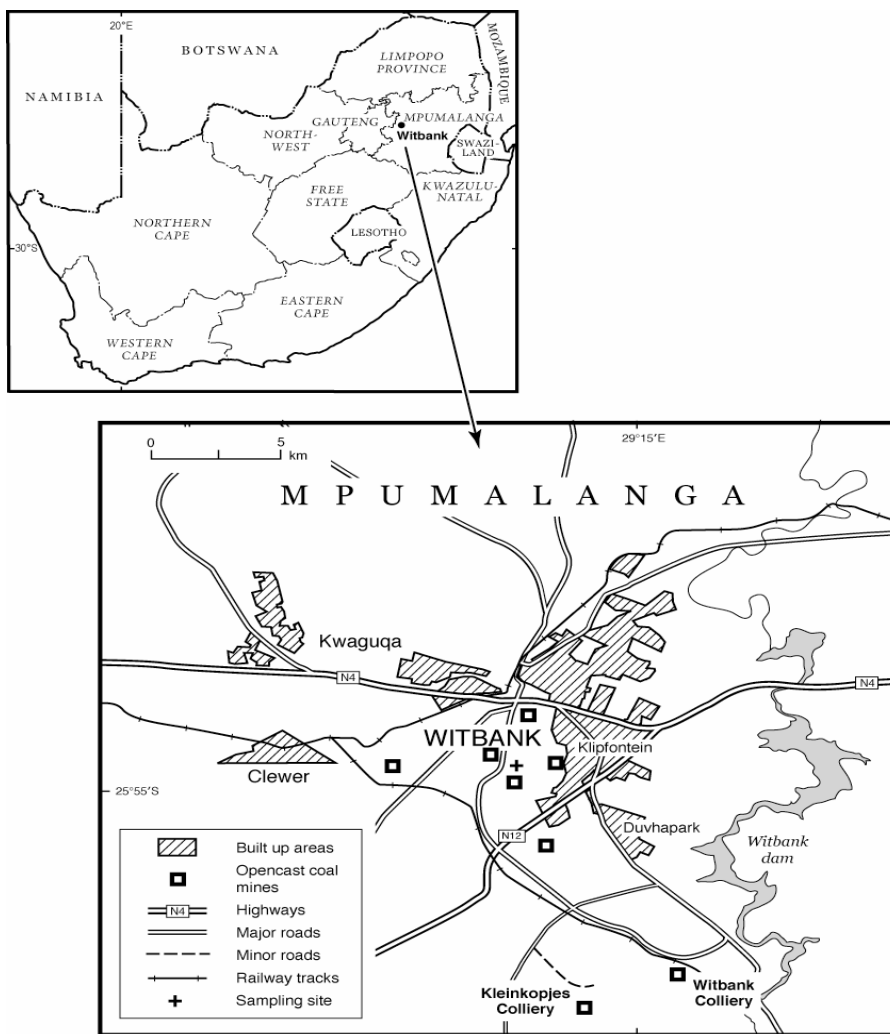 20°E
BOTSWANA
LIMPOPO
PROVINCE
MOZAMBIQUE
NAMIBIA
GAUTENG
MPUMALANGA
NORTH-
WEST
Witbank
SWAZI-
LAND
FREE
STATE
KWAZULU-
NATAL
NORTHERN
CAPE
LESOTHO
30°S
EASTERN
CAPE
WESTERN
CAPE
0 5
km
29°15'E
MPUMALANGA
Kwaguqa
N4
N4
WITBANK
Klipfontein
Clewer
25°55'S
Duvhapark
N12
Witbank
dam
Built up areas
Opencast coal
mines
N4 Highways
Major roads
Minor roads
Railway tracks
Sampling site
Kleinkopjes
Colliery
Witbank
Colliery